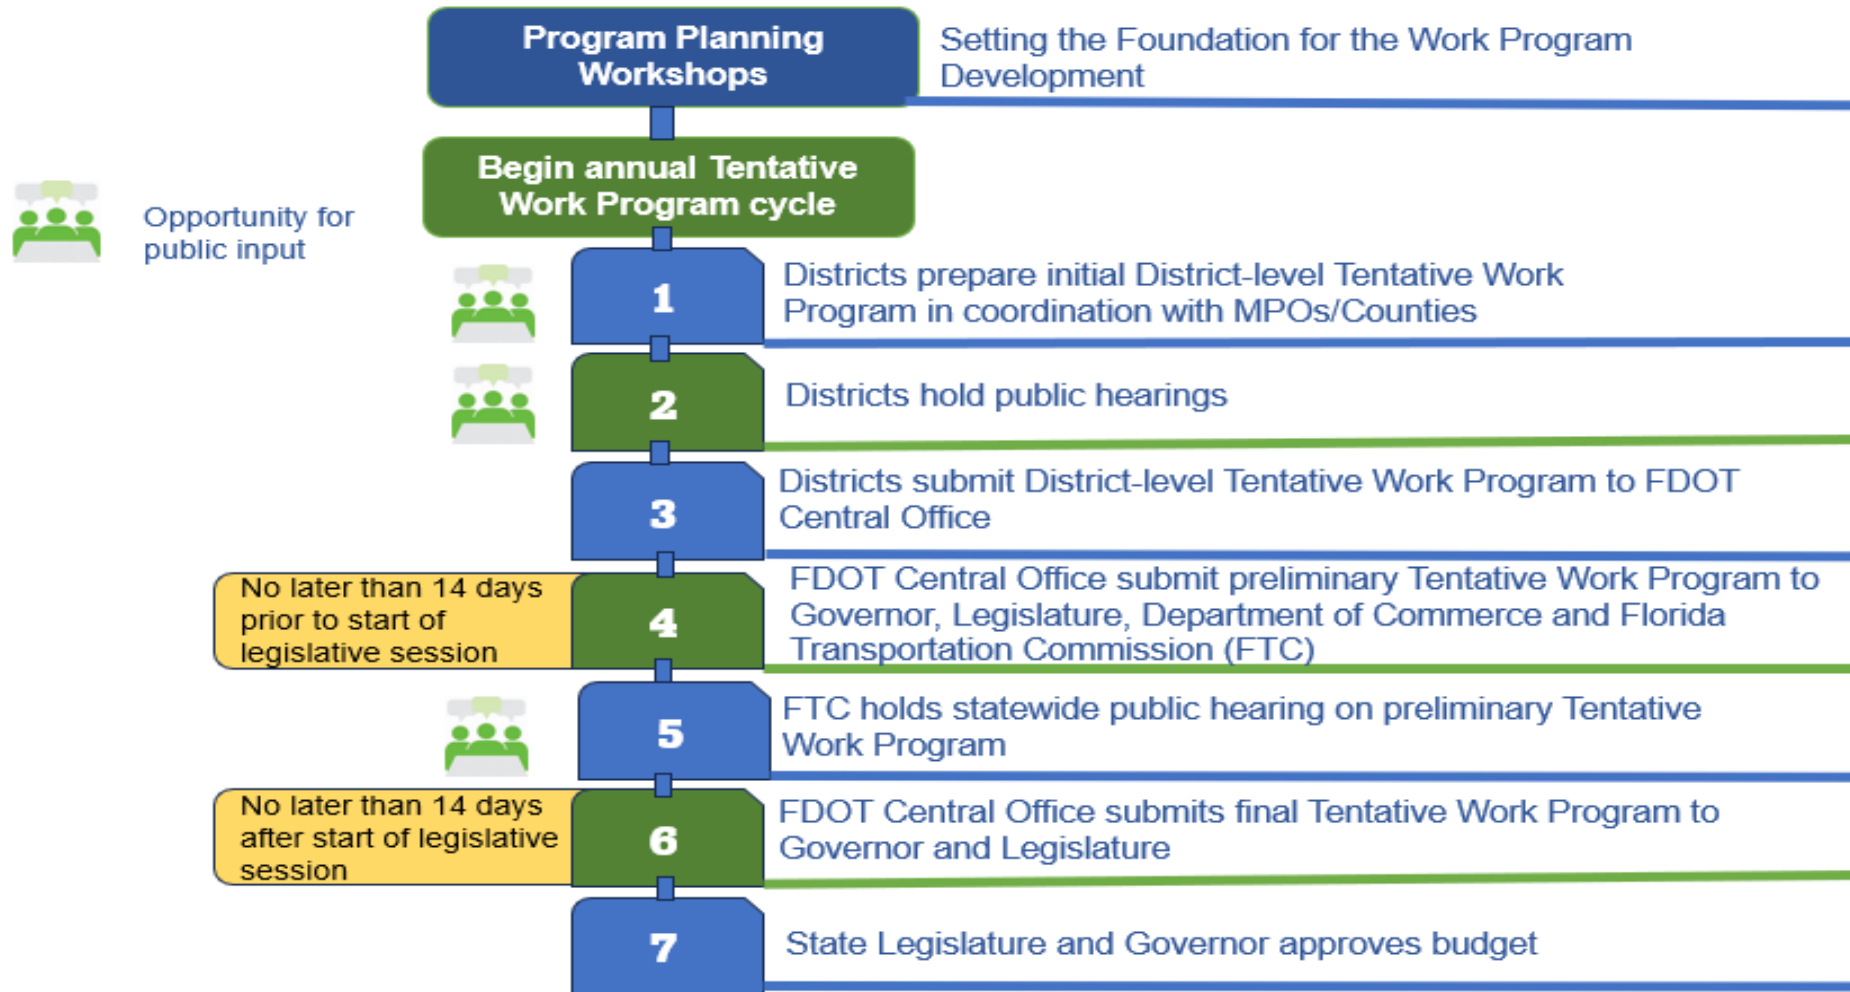 Program Planning
Workshops
Setting the Foundation for the Work Program
Development
Begin annual Tentative
Work Program cycle
Opportunity for
public input
1
Districts prepare initial District-level Tentative Work
Program in coordination with MPOs/Counties
2
Districts hold public hearings
3
Districts submit District-level Tentative Work Program to FDOT
Central Office
No later than 14 days
prior to start of
legislative session
4
FDOT Central Office submit preliminary Tentative Work Program to
Governor, Legislature, Department of Commerce and Florida
Transportation Commission (FTC)
5
FTC holds statewide public hearing on preliminary Tentative
Work Program
No later than 14 days
after start of legislative
session
6
FDOT Central Office submits final Tentative Work Program to
Governor and Legislature
7
State Legislature and Governor approves budget